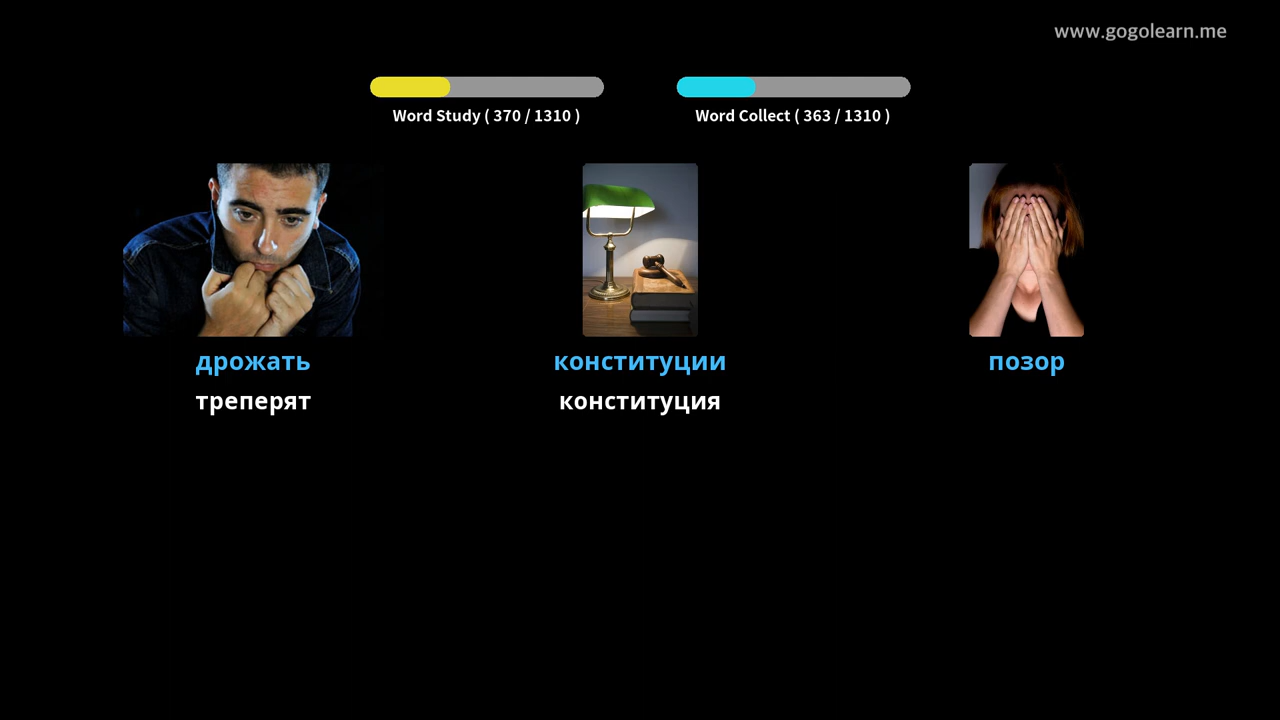 www.gogolearn.me
Word Study ( 370 / 1310 )
Word Collect ( 363 / 1310 )
дрожать
конституции
позор
треперят
конституция